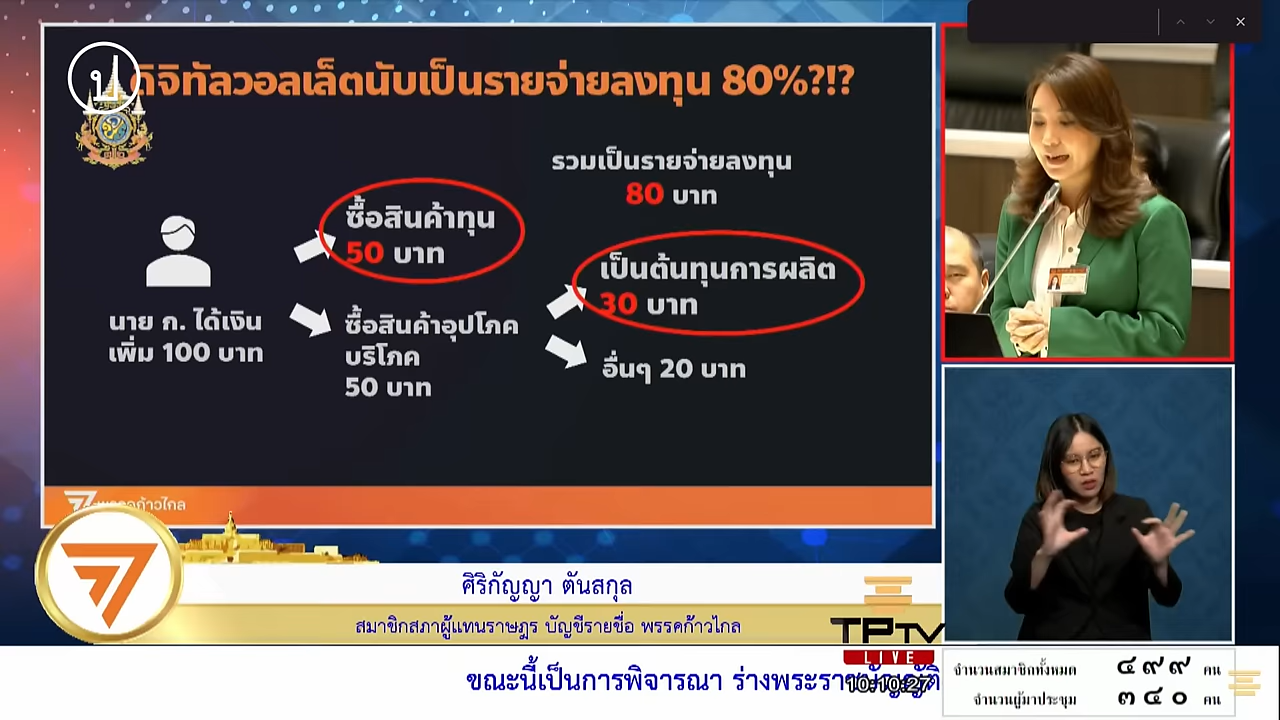 ดิจิทัลวอลเล็ตนับเป็นรายจ่ายลงทุน 80%?!?
รวมเป็นรายจ่ายลงทุน
80 บาท
ซื้อสินค้าทุน
50 บาท
เป็นต้นทุนการผลิต
30 บาท
นาย ก. ได้เงิน
เพิ่ม 100 บาท
ซื้อสินค้าอุปโภค
บริโภค
50 บาท
อื่นๆ 20 บาท
พรรคก้าวไกล
ศิริกัญญา ตันสกุล
สมาชิกสภาผู้แทนราษฎร บัญชีรายชื่อ พรรคก้าวไกล
TPTV
LIVE
10:10:27
ขณะนี้เป็นการพิจารณา ร่างพระราชบัญญัติ
จำนวนสมาชิกทั้งหมด ๔๙๙ คน
จำนวนผู้มาประชุม ๓๔๐ คน